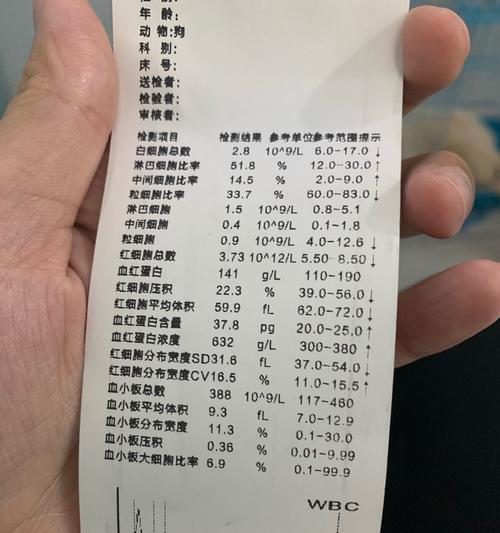 年 龄:
动 物:狗
科 别:
床 号:
送检者:
检验者:
审核者:
检测项目 检测结果 参考单位参考范围提示
白细胞总数 2.8 10^9/L 6.0-17.0 ↓
淋巴细胞比率 51.8 % 12.0-30.0 ↑
中间细胞比率 14.5 % 2.0-9.0 ↑
粒细胞比率 33.7 % 60.0-83.0 ↓
淋巴细胞 1.5 10^9/L 0.8-5.1
中间细胞 0.4 10^9/L 0.1-1.8
粒细胞 0.9 10^9/L 4.0-12.6 ↓
红细胞总数 3.73 10^12/L 5.50-8.50 ↓
血红蛋白 141 g/L 110-190
红细胞压积 22.3 % 39.0-56.0 ↓
红细胞平均体积 59.9 fL 62.0-72.0 ↓
血红蛋白含量 37.8 pg 20.0-25.0 ↑
血红蛋白浓度 632 g/L 300-380 ↑
红细胞分布宽度SD31.6 fL 37.0-54.0 ↓
红细胞分布宽度CV16.5 % 11.0-15.5 ↑
血小板总数 388 10^9/L 117-460
血小板平均体积 9.3 fL 7.0-12.9
血小板分布宽度 11.3 % 0.1-30.0
血小板压积 0.36 % 0.01-9.99
血小板大细胞比率 6.9 % 0.1-99.9
WBC